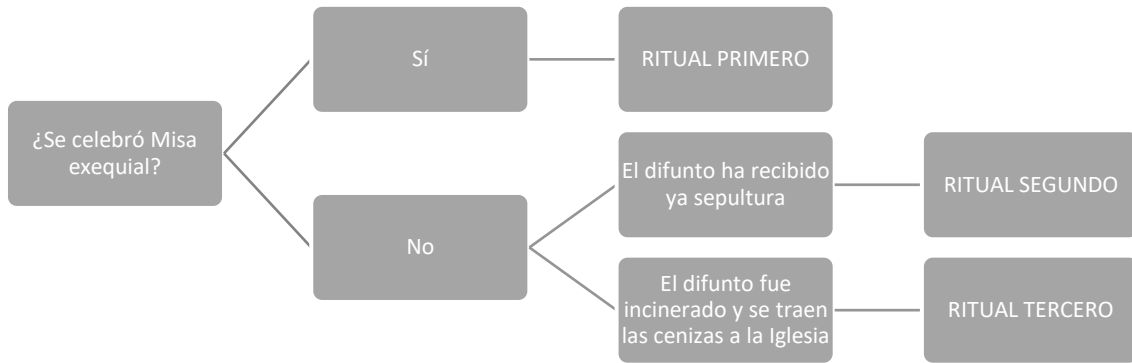 ¿Se celebró Misa
exequial?
Sí
RITUAL PRIMERO
No
El difunto ha recibido
ya sepultura
RITUAL SEGUNDO
El difunto fue
incinerado y se traen
las cenizas a la Iglesia
RITUAL TERCERO